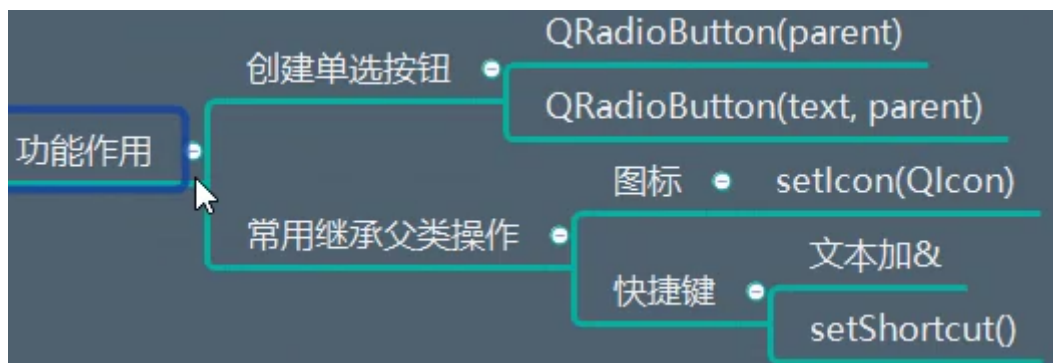 功能作用
创建单选按钮
QRadioButton(parent)
QRadioButton(text, parent)
常用继承父类操作
图标
setIcon(QIcon)
快捷键
文本加&
setShortcut()